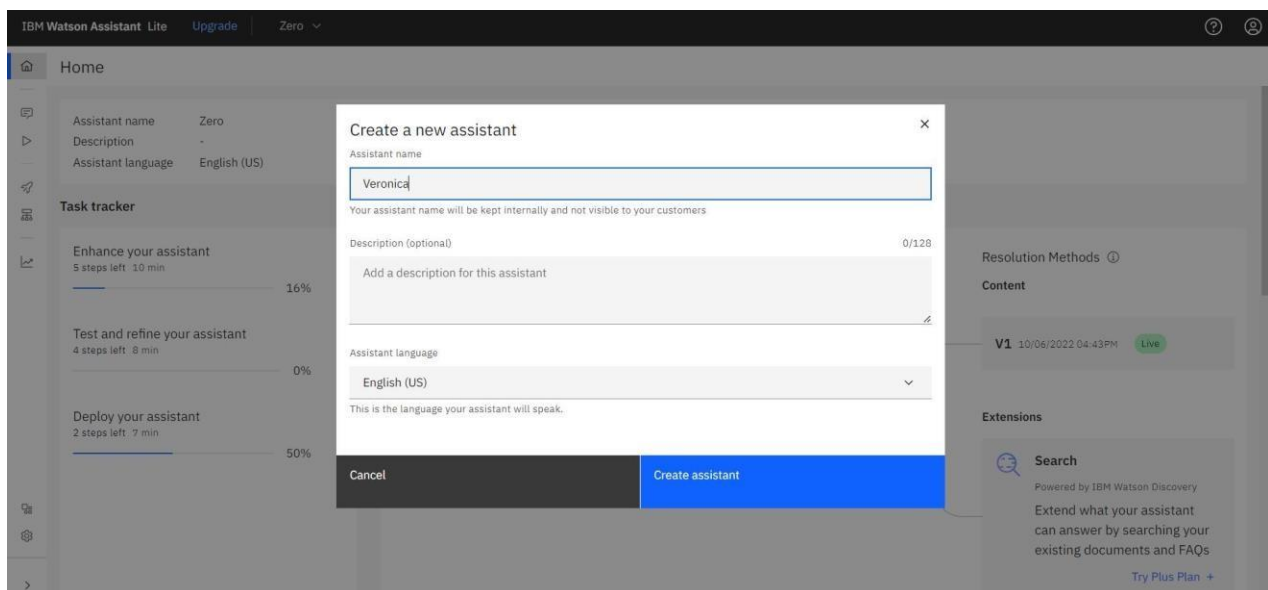 IBM Watson Assistant Lite Upgrade Zero
Home
Assistant name Zero
Description -
Assistant language English (US)
Task tracker
Enhance your assistant
5 steps left 10 min
16%
Test and refine your assistant
4 steps left 8 min
0%
Deploy your assistant
2 steps left 7 min
50%
Create a new assistant
Assistant name
Veronica
Your assistant name will be kept internally and not visible to your customers
Description (optional) 0/128
Add a description for this assistant
Assistant language
English (US)
This is the language your assistant will speak.
Cancel Create assistant
Resolution Methods
Content
V1 10/06/2022 04:43PM Live
Extensions
Search
Powered by IBM Watson Discovery
Extend what your assistant
can answer by searching your
existing documents and FAQs
Try Plus Plan +